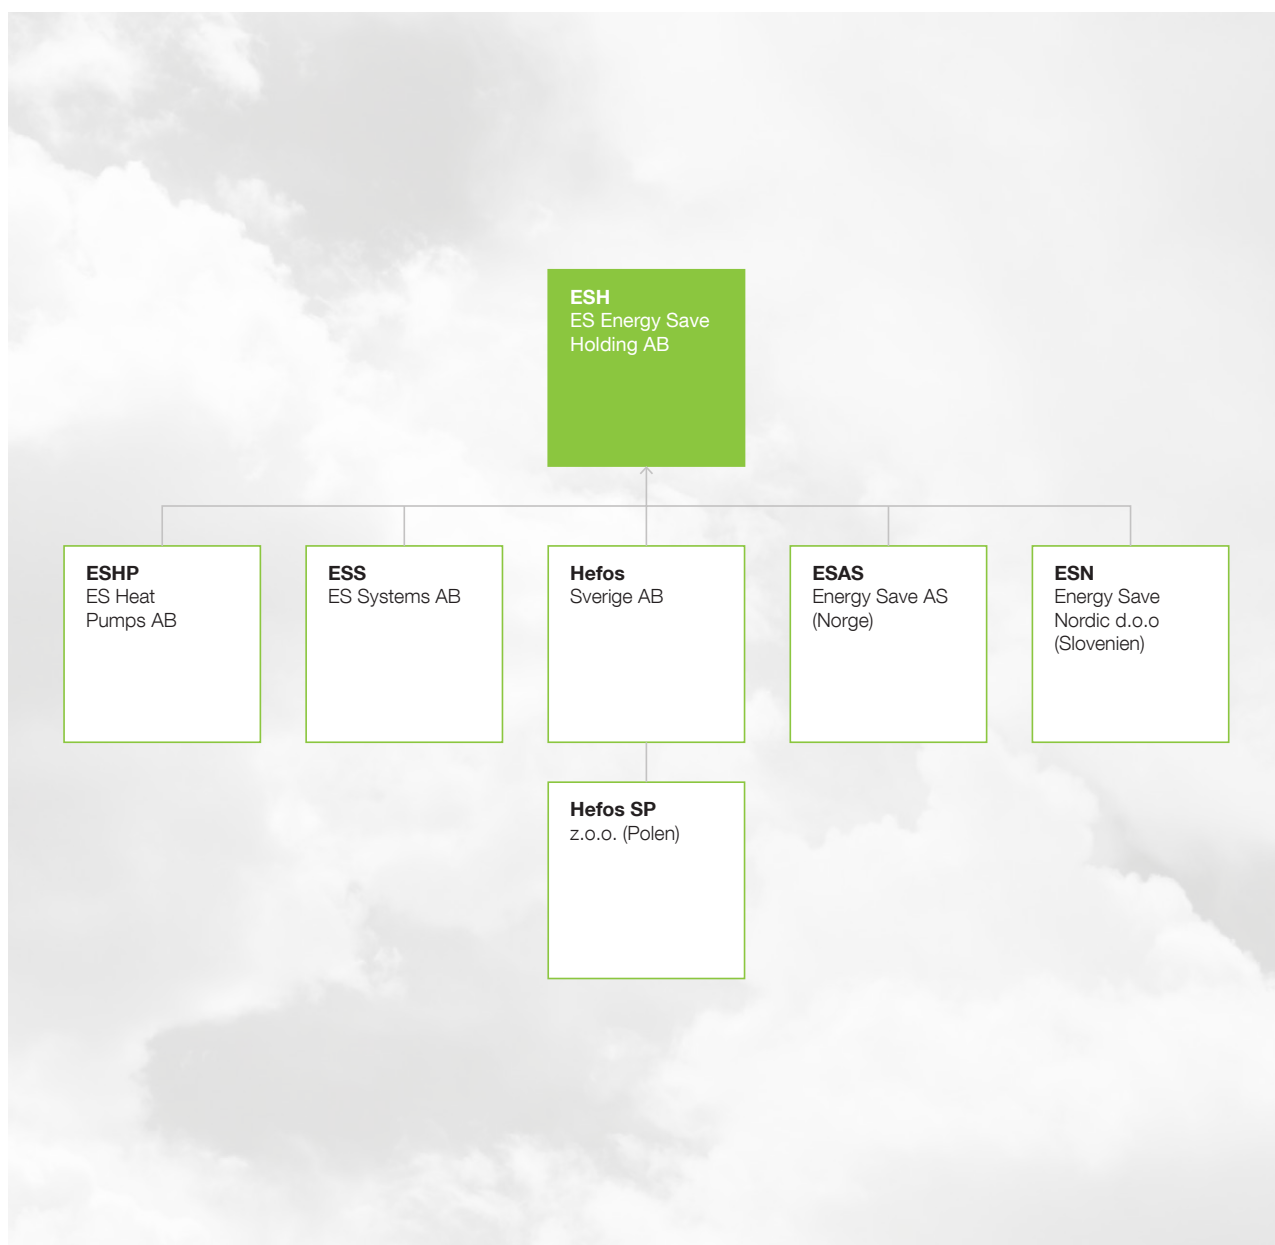 ESH
ES Energy Save
Holding AB
ESHP
ES Heat
Pumps AB
ESS
ES Systems AB
Hefos
Sverige AB
ESAS
Energy Save AS
(Norge)
ESN
Energy Save
Nordic d.o.o
(Slovenien)
Hefos SP
z.o.o. (Polen)